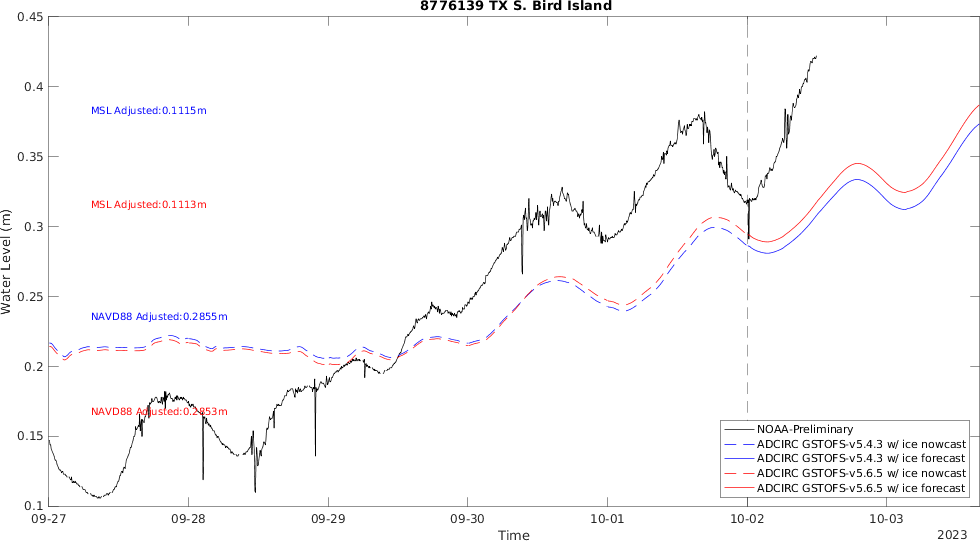 8776139 TX S. Bird Island
0.45
0.4
0.35
0.3
0.25
0.2
0.15
0.1
Water Level (m)
MSL Adjusted:0.1115m
MSL Adjusted:0.1113m
NAVD88 Adjusted:0.2855m
NAVD88 Adjusted:0.2853m
NOAA-Preliminary
ADCIRC GSTOFS-v5.4.3 w/ ice nowcast
ADCIRC GSTOFS-v5.4.3 w/ ice forecast
ADCIRC GSTOFS-v5.6.5 w/ ice nowcast
ADCIRC GSTOFS-v5.6.5 w/ ice forecast
09-27 09-28 09-29 09-30 10-01 10-02 10-03
Time
2023